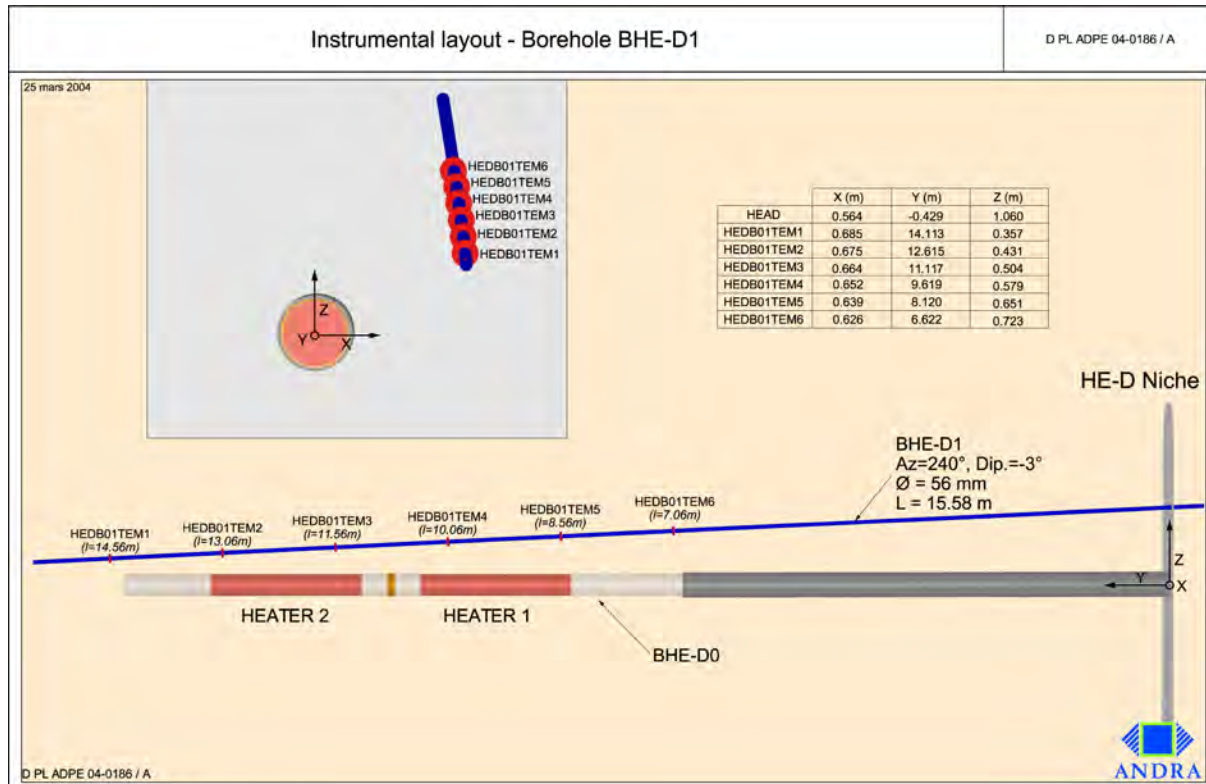 Instrumental layout - Borehole BHE-D1
D PL ADPE 04-0186 / A
25 mars 2004
HEDB01TEM6
HEDB01TEM5
HEDB01TEM4
HEDB01TEM3
HEDB01TEM2
HEDB01TEM1
Z
Y
X
X (m) Y (m) Z (m)
HEAD 0.564 -0.429 1.060
HEDB01TEM1 0.685 14.113 0.357
HEDB01TEM2 0.675 12.615 0.431
HEDB01TEM3 0.664 11.117 0.504
HEDB01TEM4 0.652 9.619 0.579
HEDB01TEM5 0.639 8.120 0.651
HEDB01TEM6 0.626 6.622 0.723
HE-D Niche
BHE-D1
Az=240°, Dip.=-3°
Ø = 56 mm
L = 15.58 m
HEDB01TEM1
(l=14.56m)
HEDB01TEM2
(l=13.06m)
HEDB01TEM3
(l=11.56m)
HEDB01TEM4
(l=10.06m)
HEDB01TEM5
(l=8.56m)
HEDB01TEM6
(l=7.06m)
Z
Y
X
HEATER 2
HEATER 1
BHE-D0
D PL ADPE 04-0186 / A
ANDRA